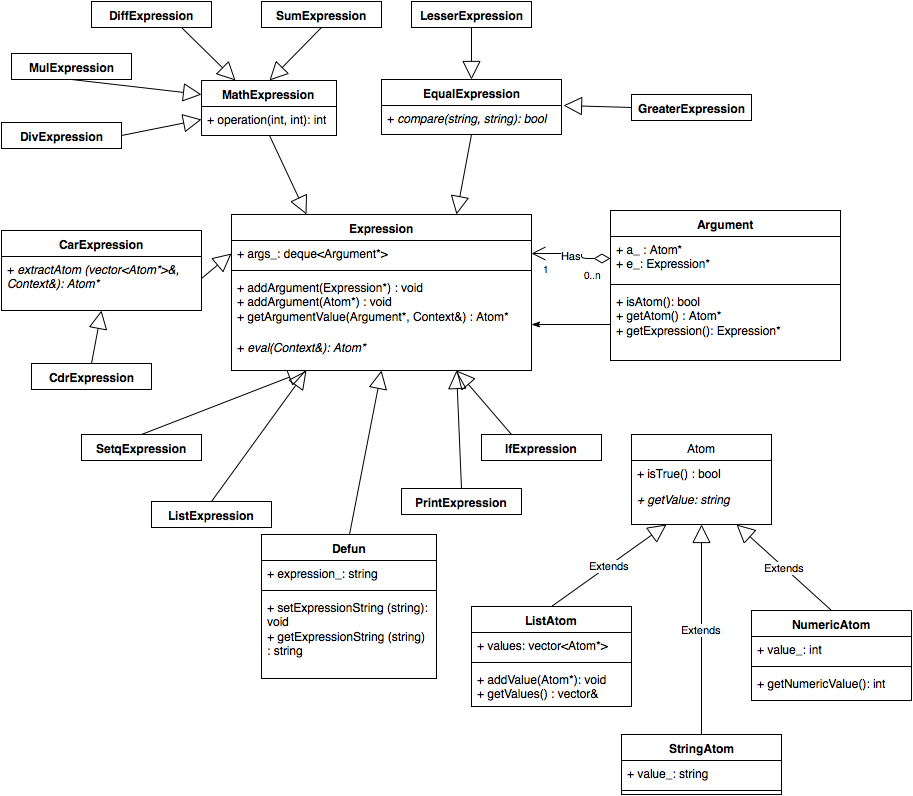 DiffExpression
SumExpression
LesserExpression
MulExpression
MathExpression
+ operation(int, int): int
EqualExpression
+ compare(string, string): bool
GreaterExpression
DivExpression
CarExpression
+ extractAtom (vector<Atom*>&,
Context&): Atom*
CdrExpression
Expression
+ args_: deque<Argument*>
+ addArgument(Expression*) : void
+ addArgument(Atom*) : void
+ getArgumentValue(Argument*, Context&) : Atom*
+ eval(Context&): Atom*
Has
1
0..n
Argument
+ a_ : Atom*
+ e_: Expression*
+ isAtom(): bool
+ getAtom() : Atom*
+ getExpression(): Expression*
SetqExpression
ListExpression
Defun
+ expression_: string
+ setExpressionString (string):
void
+ getExpressionString (string)
: string
PrintExpression
IfExpression
Atom
+ isTrue() : bool
+ getValue: string
Extends
Extends
Extends
ListAtom
+ values: vector<Atom*>
+ addValue(Atom*): void
+ getValues() : vector&
NumericAtom
+ value_: int
+ getNumericValue(): int
StringAtom
+ value_: string